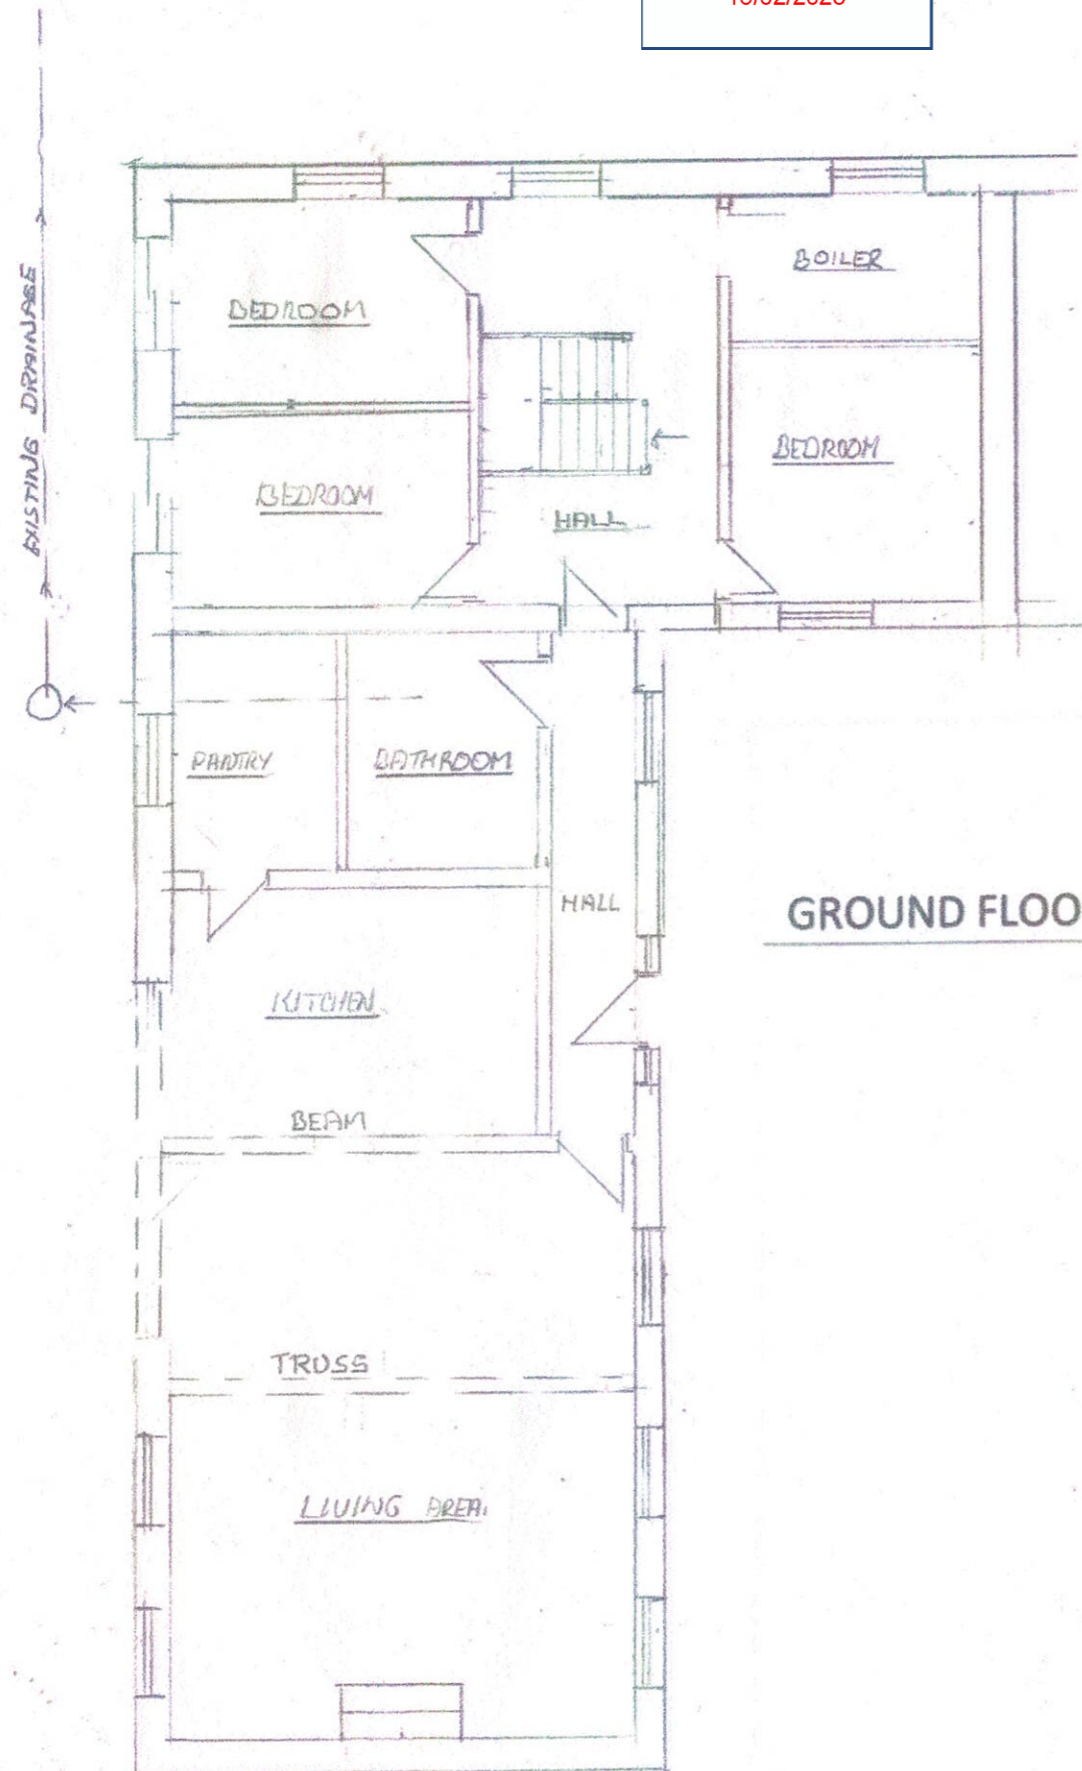 EXISTING DRAINAGE
BEDROOM
BOILER
BEDROOM
BEDROOM
HALL
PANTRY
BATHROOM
HALL
GROUND FLOO
KITCHEN
BEAM
TRUSS
LIVING AREA.